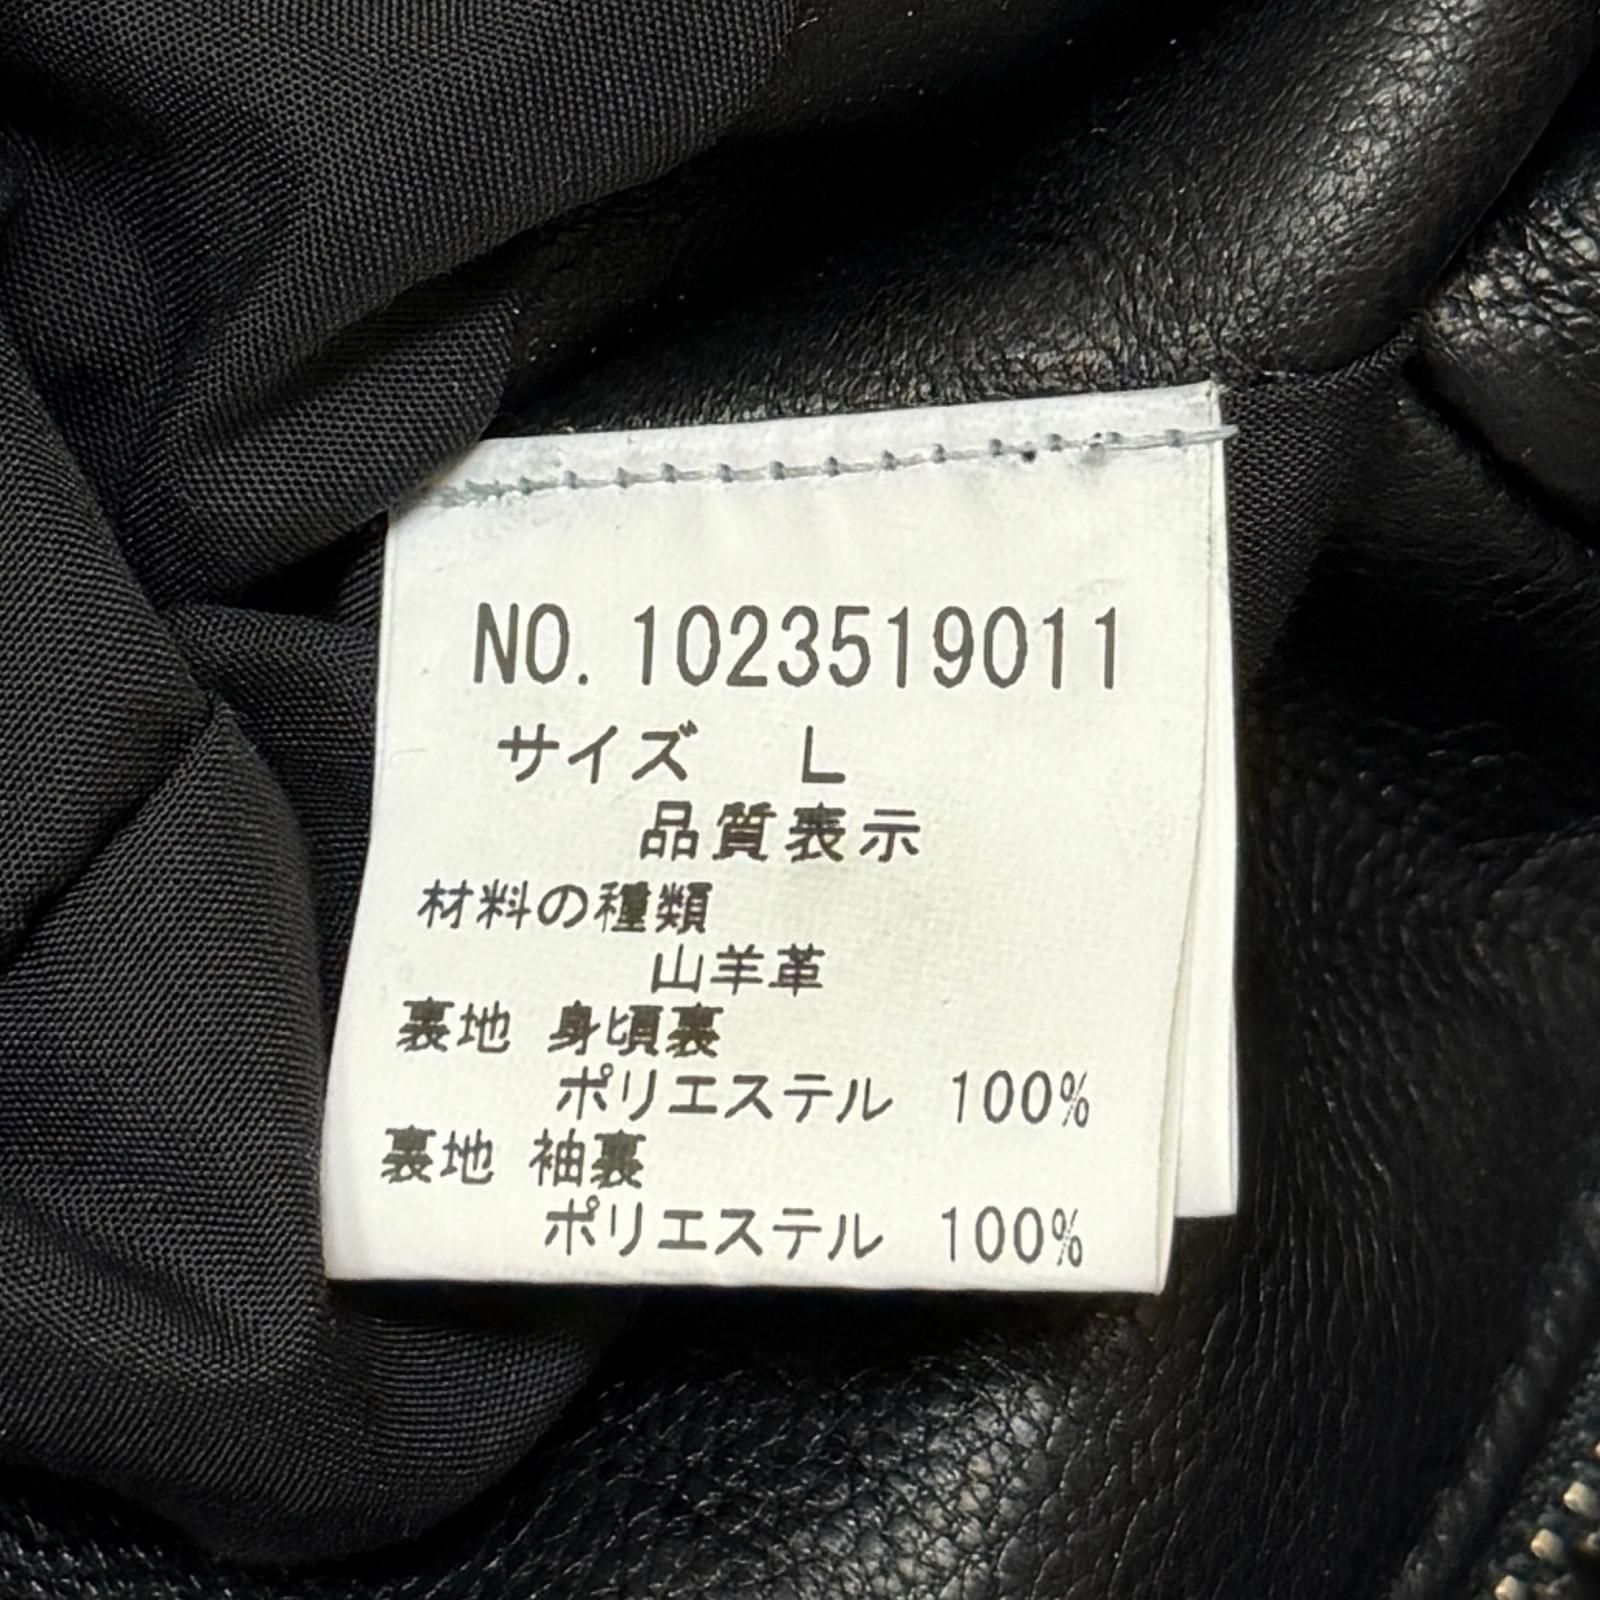 NO. 1023519011
サイズ L
品質表示
材料の種類
山羊革
裏地 身頃裏
ポリエステル 100%
裏地 袖裏
ポリエステル 100%